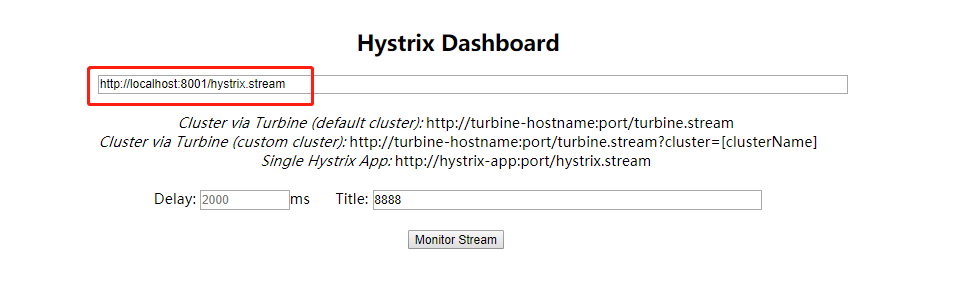 Hystrix Dashboard
http://localhost:8001/hystrix.stream
Cluster via Turbine (default cluster): http://turbine-hostname:port/turbine.stream
Cluster via Turbine (custom cluster): http://turbine-hostname:port/turbine.stream?cluster=[clusterName]
Single Hystrix App: http://hystrix-app:port/hystrix.stream
Delay: 2000 ms Title: 8888
Monitor Stream